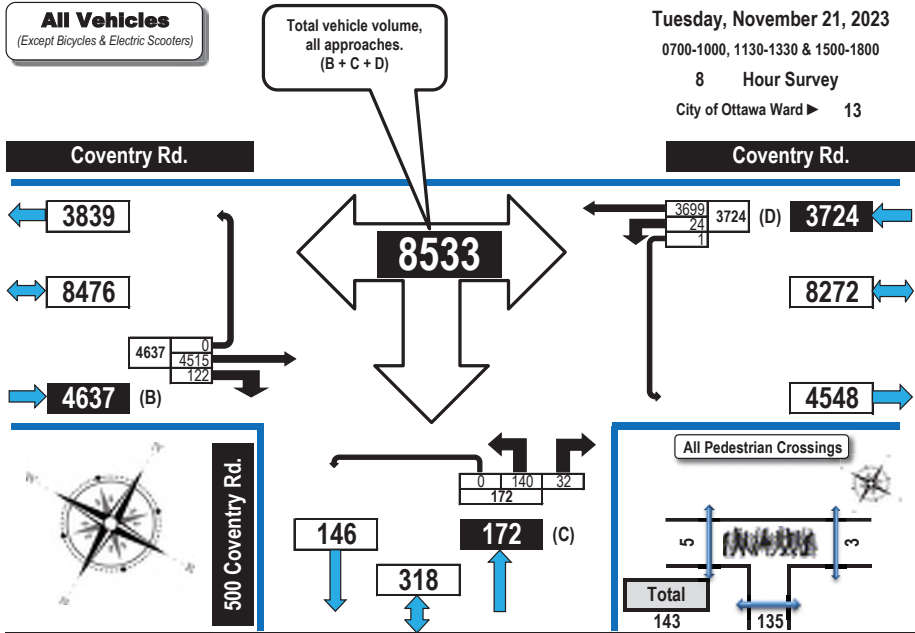 All Vehicles
(Except Bicycles & Electric Scooters)
Total vehicle volume,
all approaches.
(B + C + D)
Tuesday, November 21, 2023
0700-1000, 1130-1330 & 1500-1800
8 Hour Survey
City of Ottawa Ward ► 13
Coventry Rd.
Coventry Rd.
3839
8476
4637
0
4515
122
4637 (B)
8533
3699
24
1
3724
(D)
3724
8272
4548
500 Coventry Rd.
0 140 32
172
146
172 (C)
318
All Pedestrian Crossings
5
3
Total
143
135